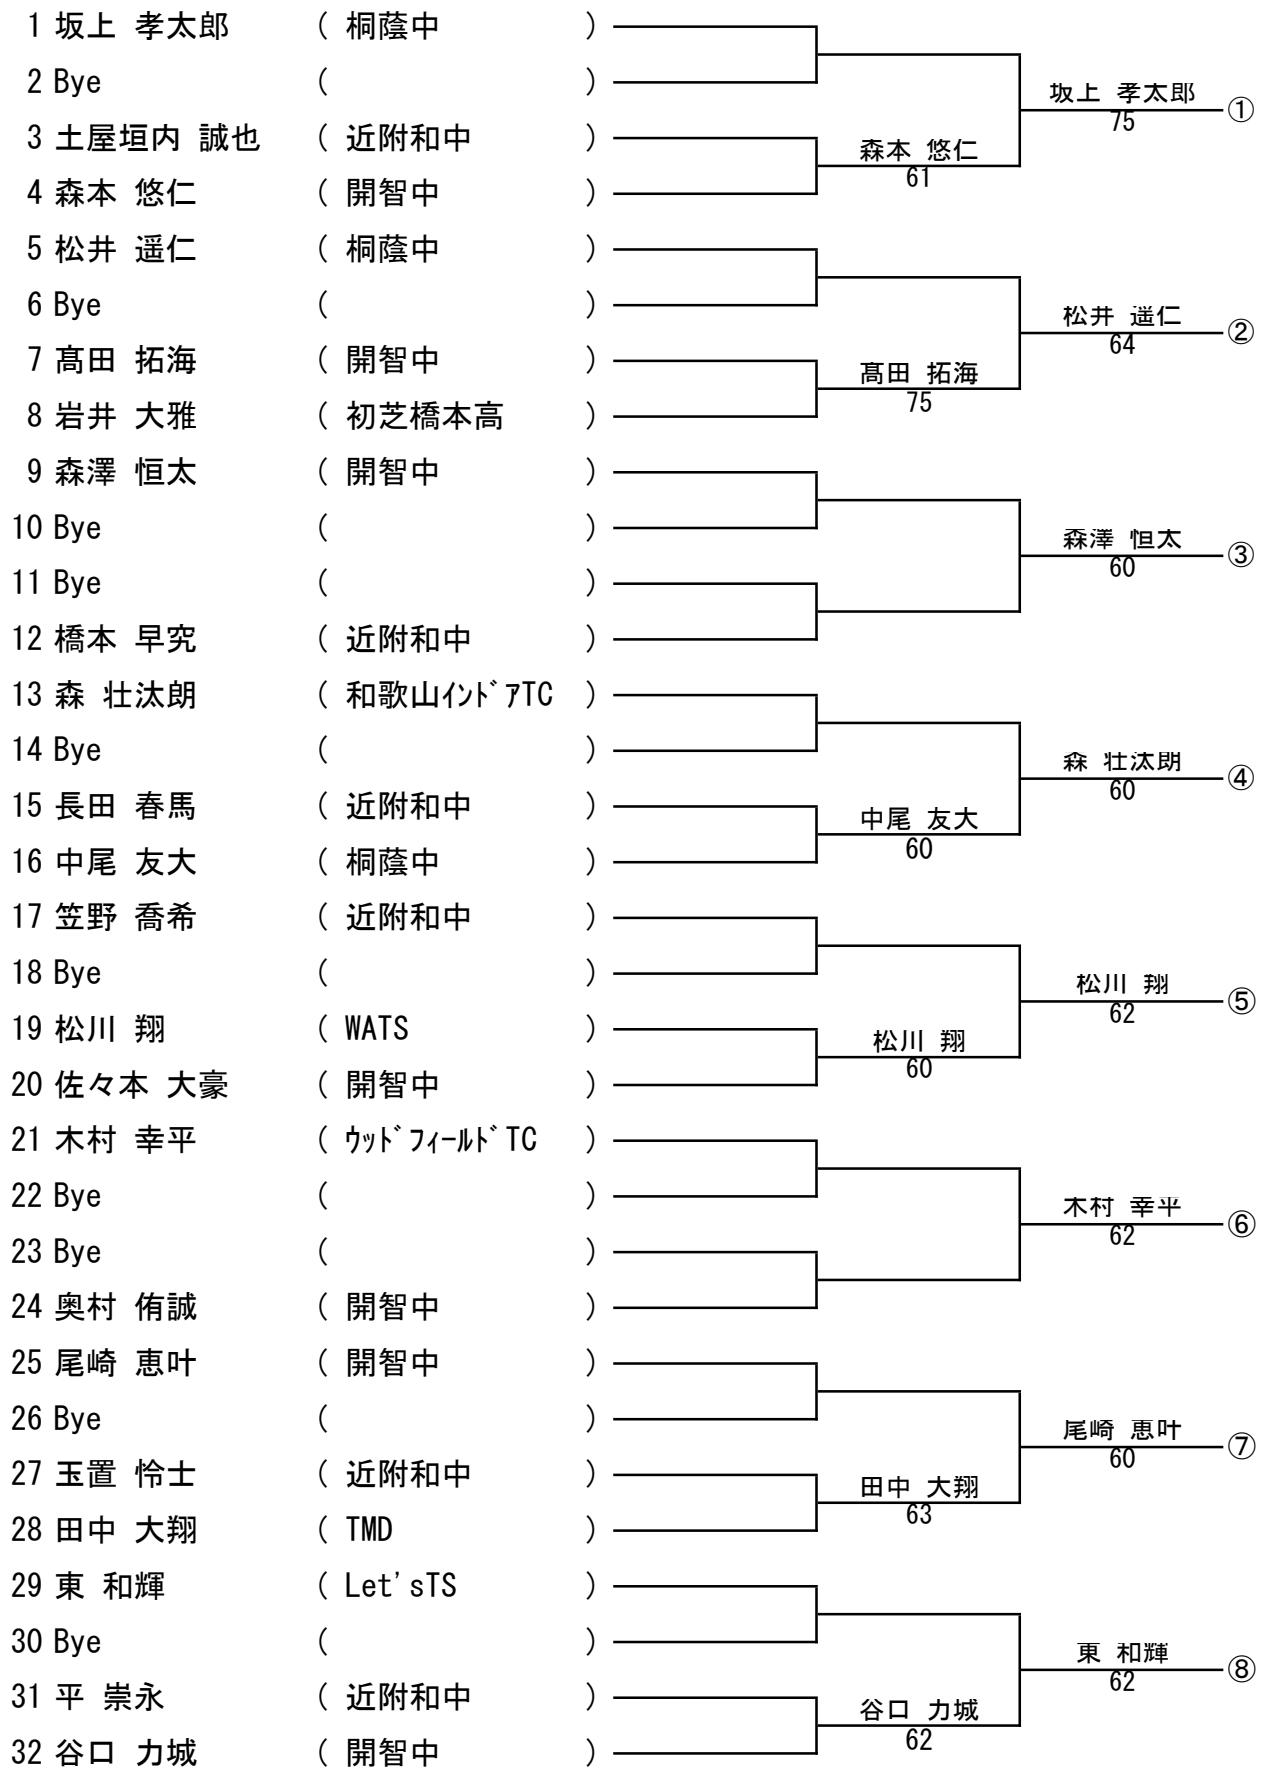 1 坂上 孝太郎 ( 桐蔭中 )
2 Bye ( )
坂上 孝太郎 ①
75
3 土屋垣内 誠也 ( 近附和中 )
森本 悠仁
61
4 森本 悠仁 ( 開智中 )
5 松井 遥仁 ( 桐蔭中 )
6 Bye ( )
松井 遥仁 ②
64
7 髙田 拓海 ( 開智中 )
髙田 拓海
75
8 岩井 大雅 ( 初芝橋本高 )
9 森澤 恒太 ( 開智中 )
10 Bye ( )
森澤 恒太 ③
60
11 Bye ( )
12 橋本 早究 ( 近附和中 )
13 森 壮汰朗 ( 和歌山ｲﾝﾄﾞｱTC )
14 Bye ( )
森 壮汰朗 ④
60
15 長田 春馬 ( 近附和中 )
中尾 友大
60
16 中尾 友大 ( 桐蔭中 )
17 笠野 喬希 ( 近附和中 )
18 Bye ( )
松川 翔 ⑤
62
19 松川 翔 ( WATS )
松川 翔
60
20 佐々本 大豪 ( 開智中 )
21 木村 幸平 ( ｳｯﾄﾞﾌｨｰﾙﾄﾞTC )
22 Bye ( )
木村 幸平 ⑥
62
23 Bye ( )
24 奥村 侑誠 ( 開智中 )
25 尾崎 恵叶 ( 開智中 )
26 Bye ( )
尾崎 恵叶 ⑦
60
27 玉置 怜士 ( 近附和中 )
田中 大翔
63
28 田中 大翔 ( TMD )
29 東 和輝 ( Let'sTS )
30 Bye ( )
東 和輝 ⑧
62
31 平 崇永 ( 近附和中 )
谷口 力城
62
32 谷口 力城 ( 開智中 )